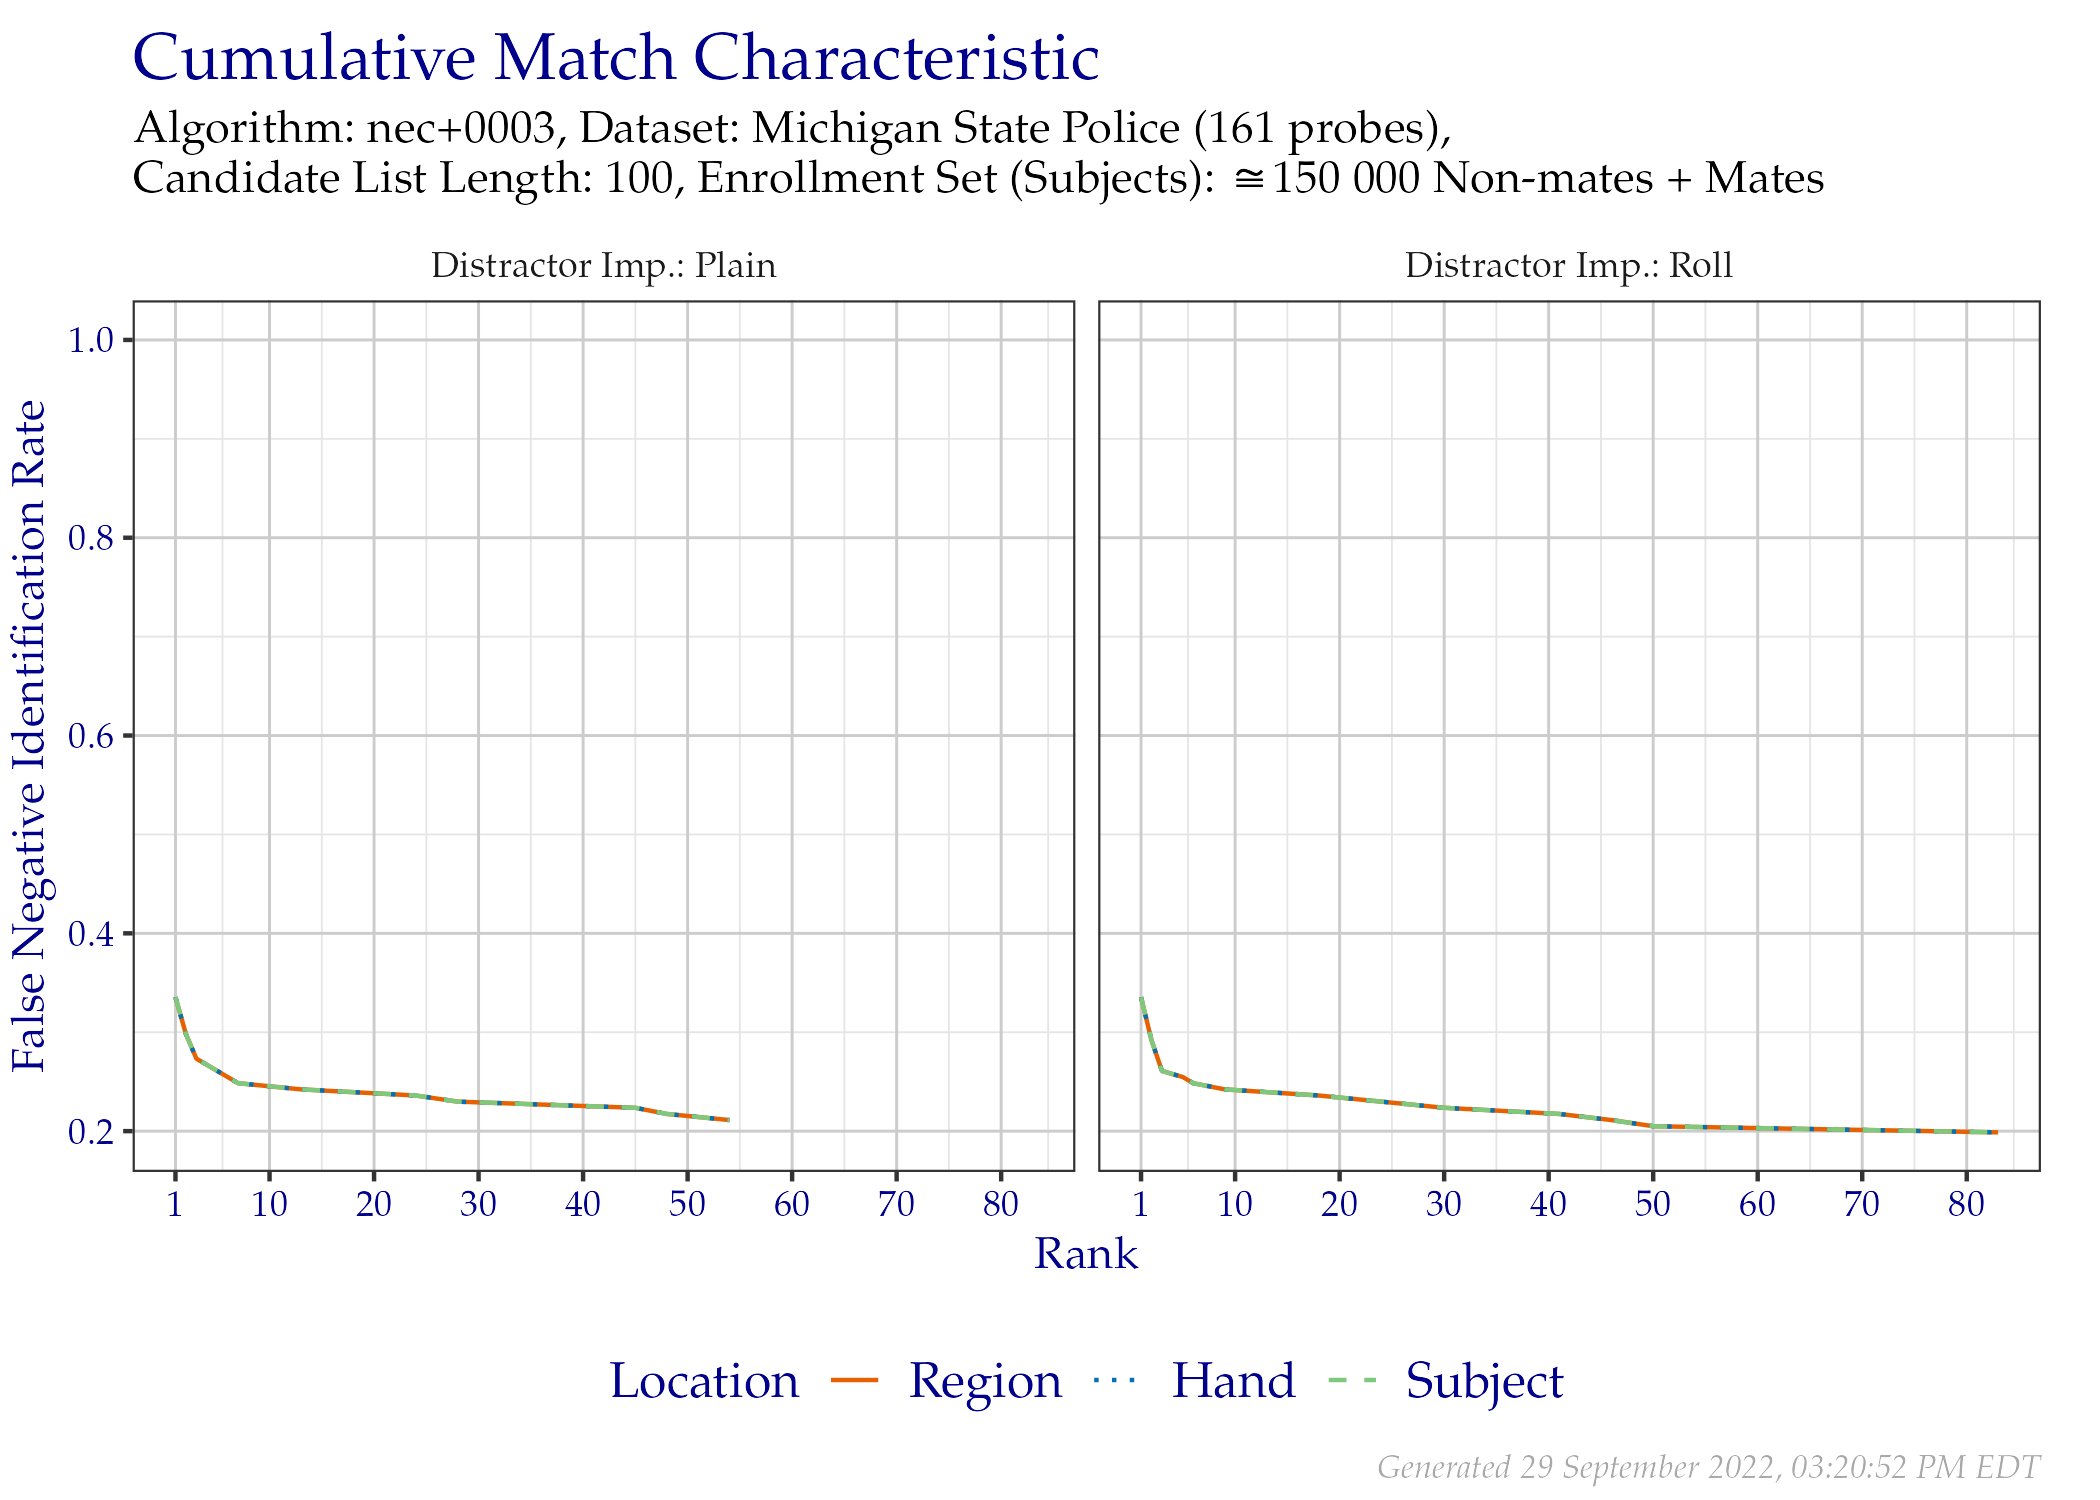 Cumulative Match Characteristic
Algorithm: nec+0003, Dataset: Michigan State Police (161 probes),
Candidate List Length: 100, Enrollment Set (Subjects): ≅150 000 Non-mates + Mates
Distractor Imp.: Plain
Distractor Imp.: Roll
False Negative Identification Rate
1.0
0.8
0.6
0.4
0.2
1 10 20 30 40 50 60 70 80
1 10 20 30 40 50 60 70 80
Rank
Location Region Hand Subject
Generated 29 September 2022, 03:20:52 PM EDT